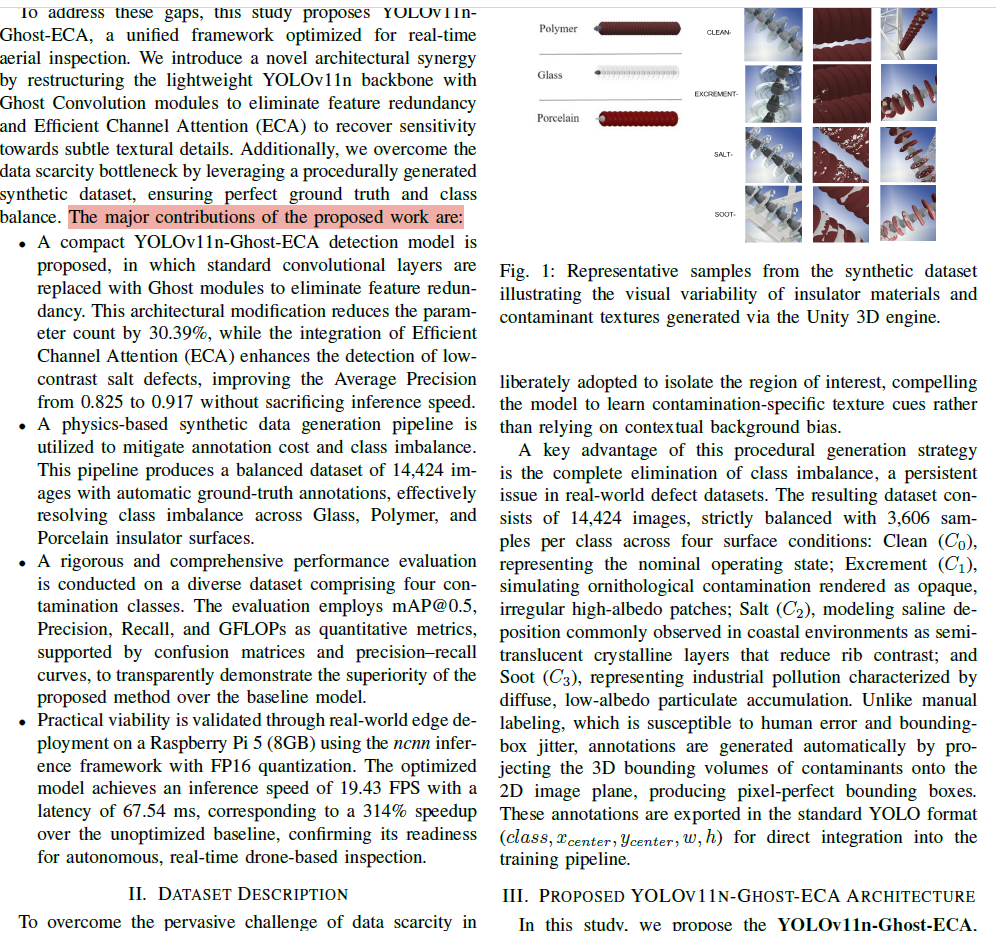 To address these gaps, this study proposes YOLOv11n-
Ghost-ECA, a unified framework optimized for real-time
aerial inspection. We introduce a novel architectural synergy
by restructuring the lightweight YOLOv11n backbone with
Ghost Convolution modules to eliminate feature redundancy
and Efficient Channel Attention (ECA) to recover sensitivity
towards subtle textural details. Additionally, we overcome the
data scarcity bottleneck by leveraging a procedurally generated
synthetic dataset, ensuring perfect ground truth and class
balance. The major contributions of the proposed work are:
• A compact YOLOv11n-Ghost-ECA detection model is
proposed, in which standard convolutional layers are
replaced with Ghost modules to eliminate feature redun-
dancy. This architectural modification reduces the param-
eter count by 30.39%, while the integration of Efficient
Channel Attention (ECA) enhances the detection of low-
contrast salt defects, improving the Average Precision
from 0.825 to 0.917 without sacrificing inference speed.
• A physics-based synthetic data generation pipeline is
utilized to mitigate annotation cost and class imbalance.
This pipeline produces a balanced dataset of 14,424 im-
ages with automatic ground-truth annotations, effectively
resolving class imbalance across Glass, Polymer, and
Porcelain insulator surfaces.
• A rigorous and comprehensive performance evaluation
is conducted on a diverse dataset comprising four con-
tamination classes. The evaluation employs mAP@0.5,
Precision, Recall, and GFLOPs as quantitative metrics,
supported by confusion matrices and precision–recall
curves, to transparently demonstrate the superiority of the
proposed method over the baseline model.
• Practical viability is validated through real-world edge de-
ployment on a Raspberry Pi 5 (8GB) using the ncnn infer-
ence framework with FP16 quantization. The optimized
model achieves an inference speed of 19.43 FPS with a
latency of 67.54 ms, corresponding to a 314% speedup
over the unoptimized baseline, confirming its readiness
for autonomous, real-time drone-based inspection.
II. DATASET DESCRIPTION
To overcome the pervasive challenge of data scarcity in
Polymer
Glass
Porcelain
CLEAN-
EXCREMENT-
SALT-
SOOT-
Fig. 1: Representative samples from the synthetic dataset
illustrating the visual variability of insulator materials and
contaminant textures generated via the Unity 3D engine.
liberately adopted to isolate the region of interest, compelling
the model to learn contamination-specific texture cues rather
than relying on contextual background bias.
A key advantage of this procedural generation strategy
is the complete elimination of class imbalance, a persistent
issue in real-world defect datasets. The resulting dataset con-
sists of 14,424 images, strictly balanced with 3,606 sam-
ples per class across four surface conditions: Clean (C₀),
representing the nominal operating state; Excrement (C₁),
simulating ornithological contamination rendered as opaque,
irregular high-albedo patches; Salt (C₂), modeling saline de-
position commonly observed in coastal environments as semi-
translucent crystalline layers that reduce rib contrast; and
Soot (C₃), representing industrial pollution characterized by
diffuse, low-albedo particulate accumulation. Unlike manual
labeling, which is susceptible to human error and bounding-
box jitter, annotations are generated automatically by pro-
jecting the 3D bounding volumes of contaminants onto the
2D image plane, producing pixel-perfect bounding boxes.
These annotations are exported in the standard YOLO format
(class, x_center, y_center, w, h) for direct integration into the
training pipeline.
III. PROPOSED YOLOV11N-GHOST-ECA ARCHITECTURE
In this study, we propose the YOLOv11n-Ghost-ECA,